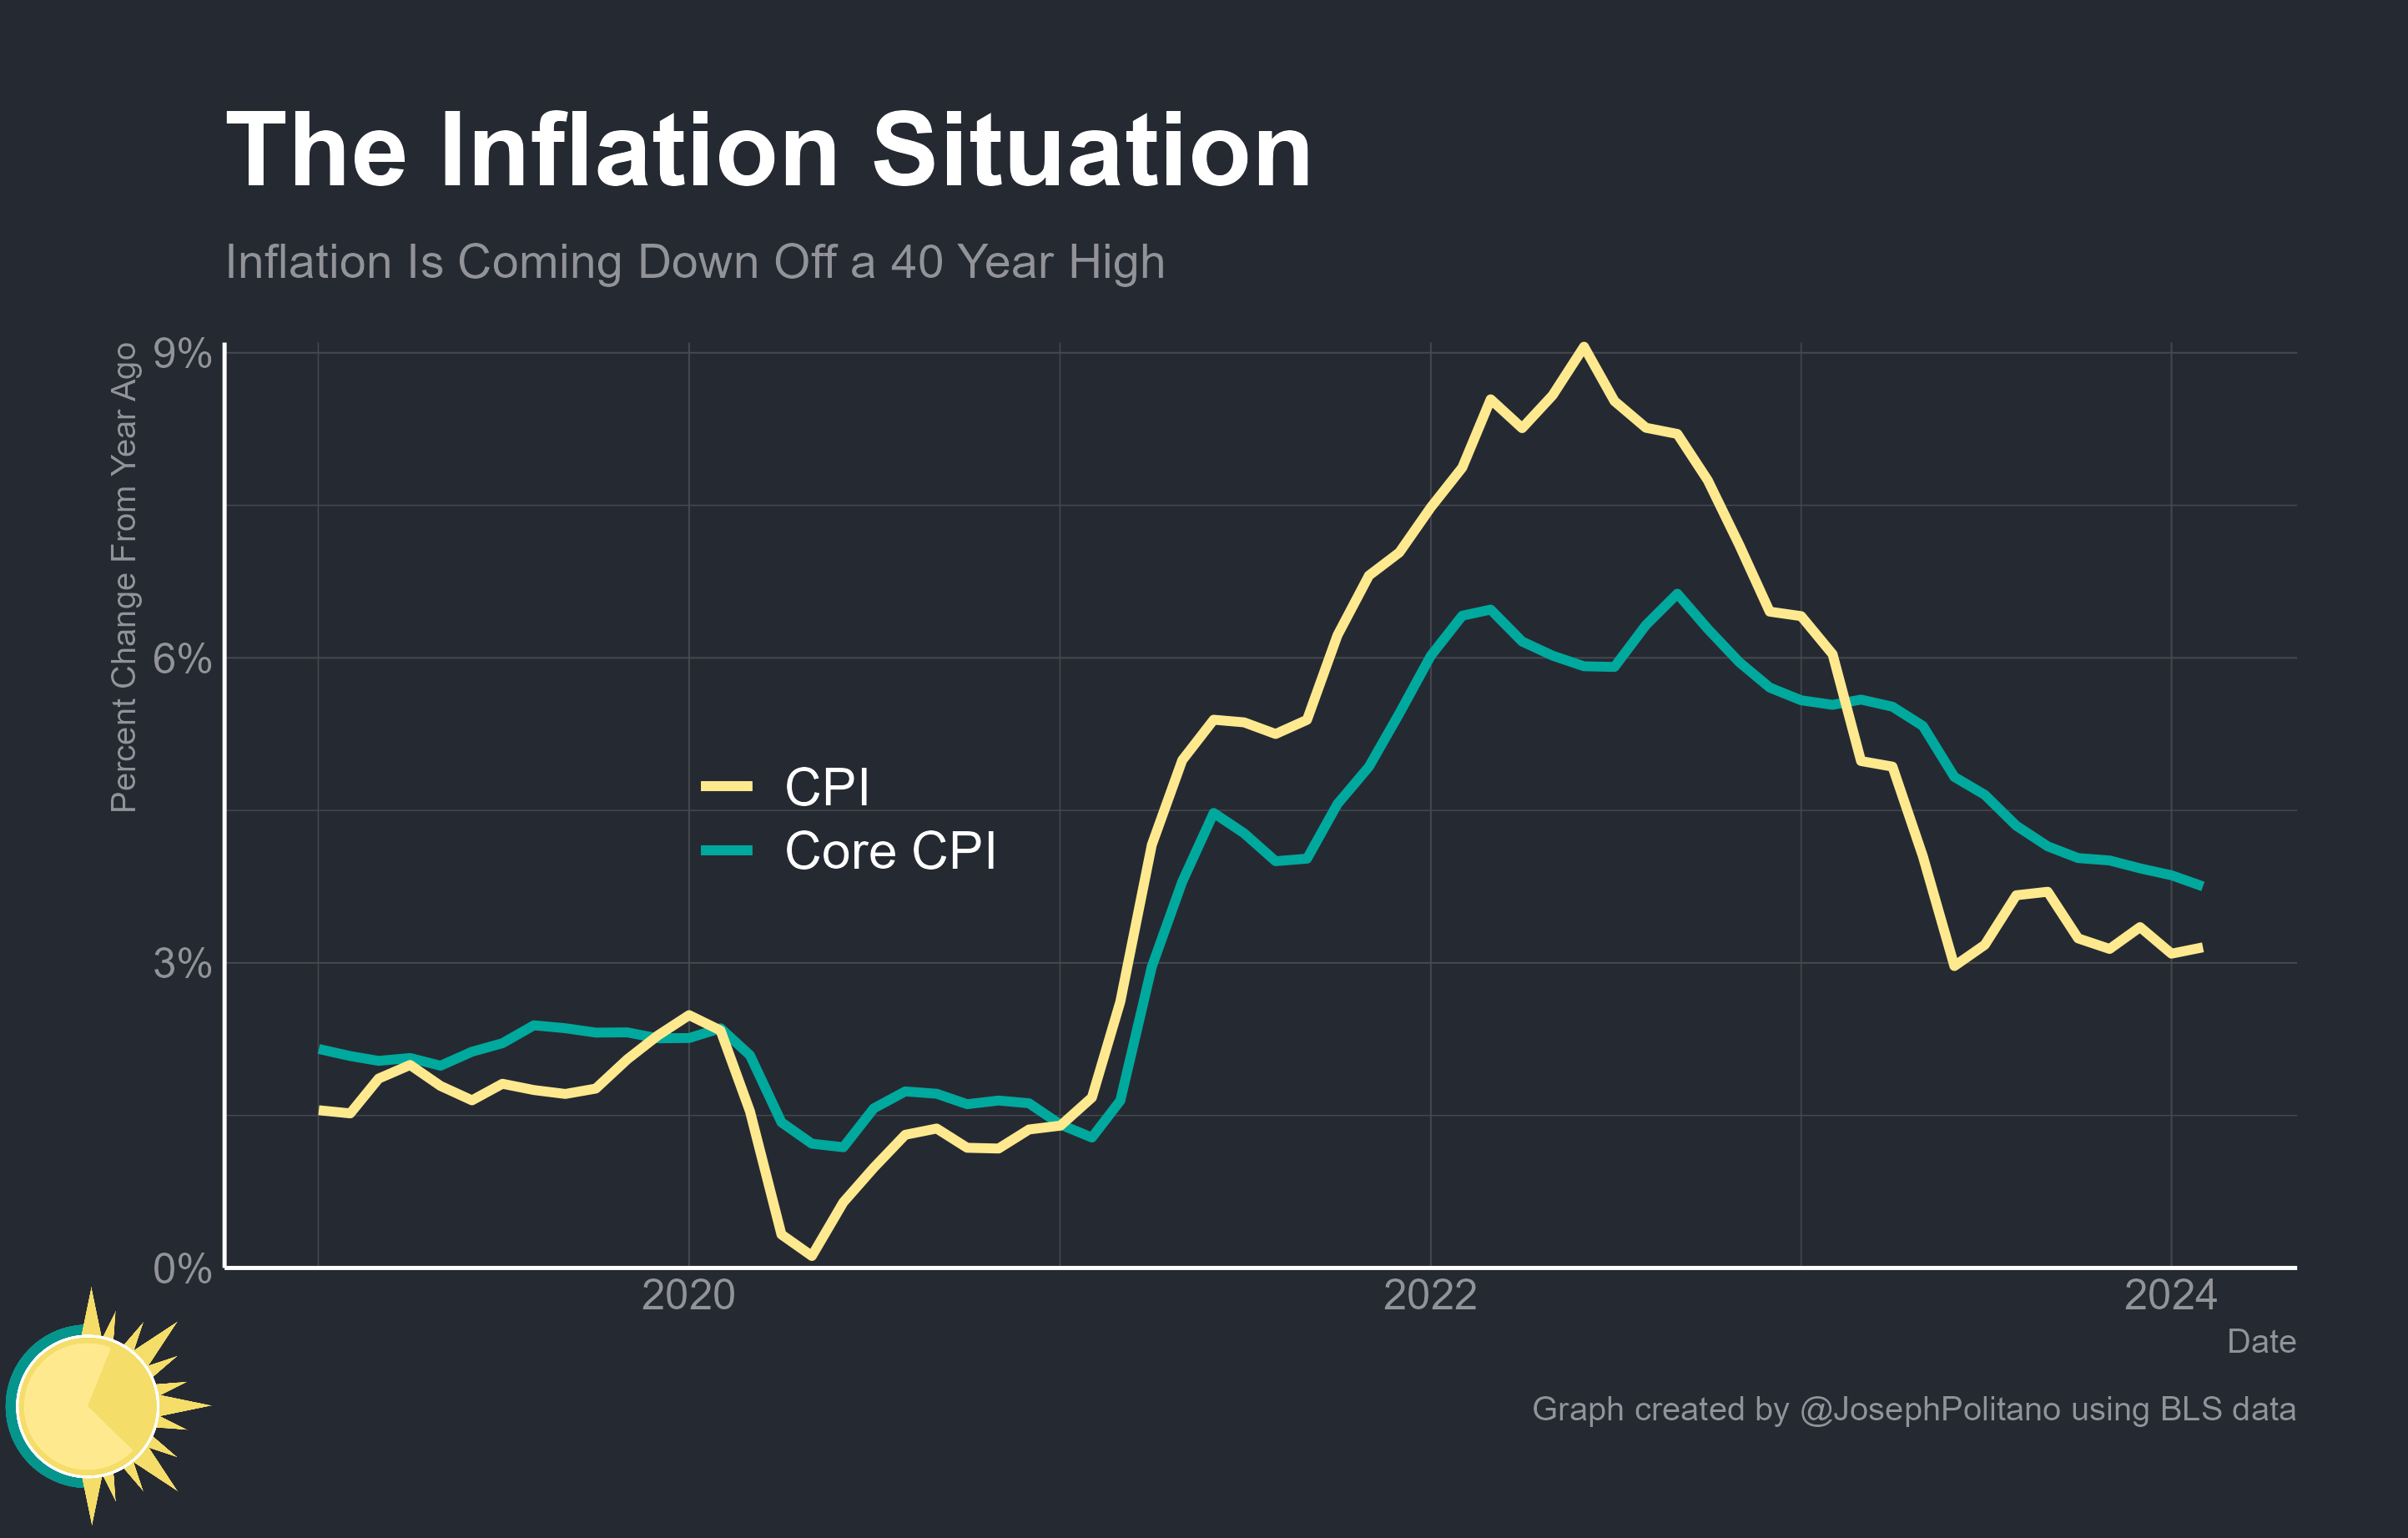 The Inflation Situation
Inflation Is Coming Down Off a 40 Year High
Percent Change From Year Ago
9%
6%
3%
0%
CPI
Core CPI
2020
2022
2024
Date
Graph created by @JosephPolitano using BLS data